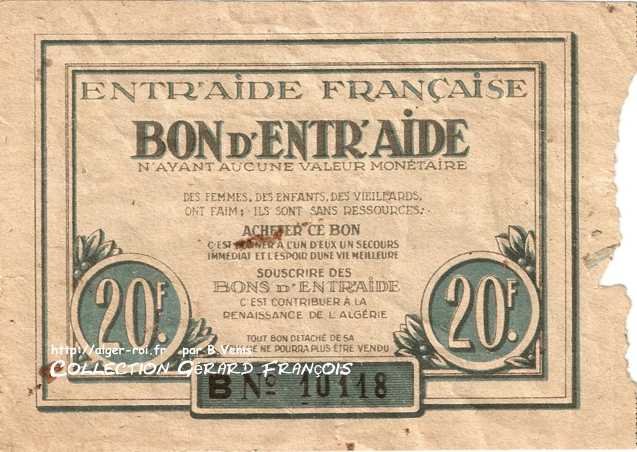 ENTR'AIDE FRANÇAISE
BON D'ENTR'AIDE
N'AYANT AUCUNE VALEUR MONÉTAIRE
DES FEMMES, DES ENFANTS, DES VIEILLARDS,
ONT FAIM; ILS SONT SANS RESSOURCES.
ACHETER CE BON
C'EST DONNER À L'UN D'EUX UN SECOURS
IMMÉDIAT ET L'ESPOIR D'UNE VIE MEILLEURE
SOUSCRIRE DES
BONS D'ENTR'AIDE
C'EST CONTRIBUER À LA
RENAISSANCE DE L'ALGÉRIE
20F.
20F.
TOUT BON DÉTACHÉ DE SA
NE POURRA PLUS ÊTRE VENDU
http://alger-roi.fr par B.Venis
Collection Gérard François
B Nº 10118